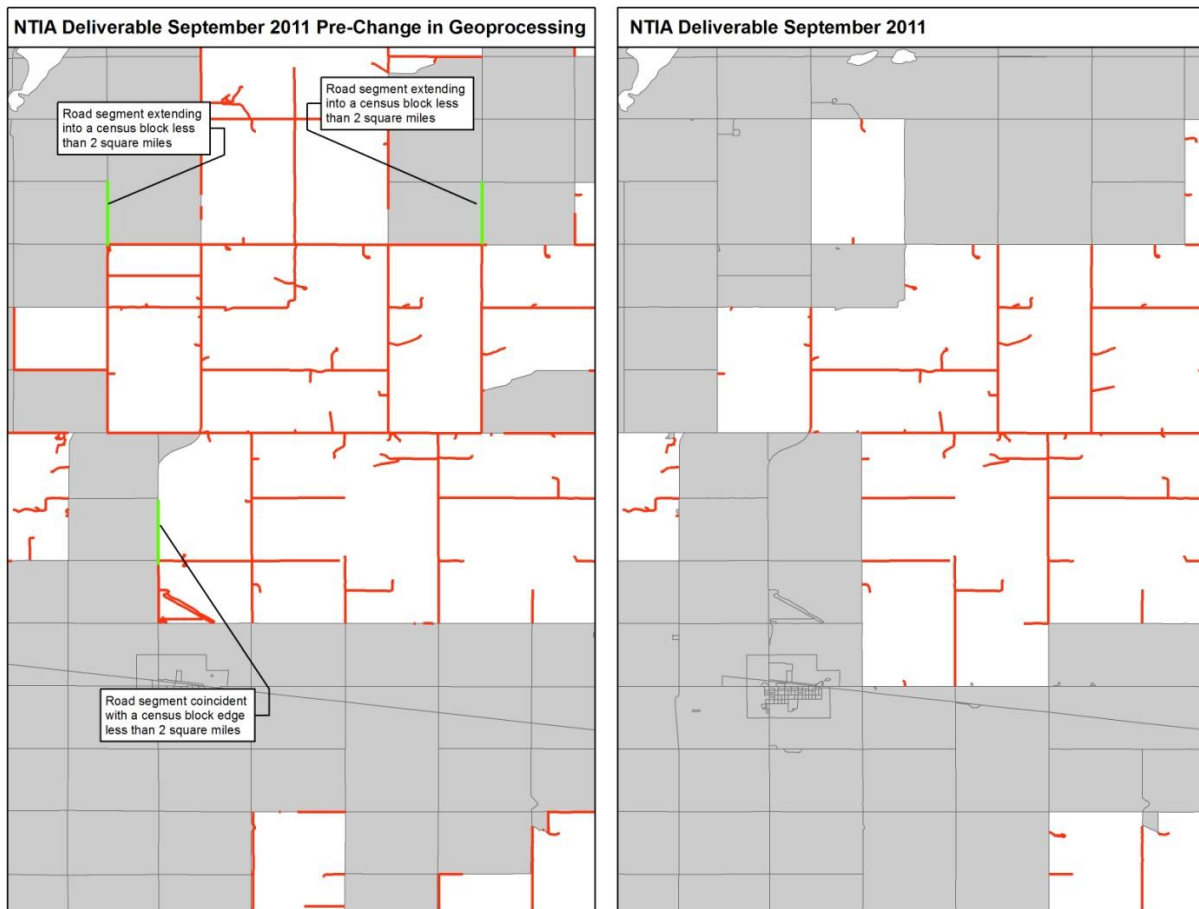 NTIA Deliverable September 2011 Pre-Change in Geoprocessing
Road segment extending
into a census block less
than 2 square miles
Road segment extending
into a census block less
than 2 square miles
Road segment coincident
with a census block edge
less than 2 square miles
NTIA Deliverable September 2011